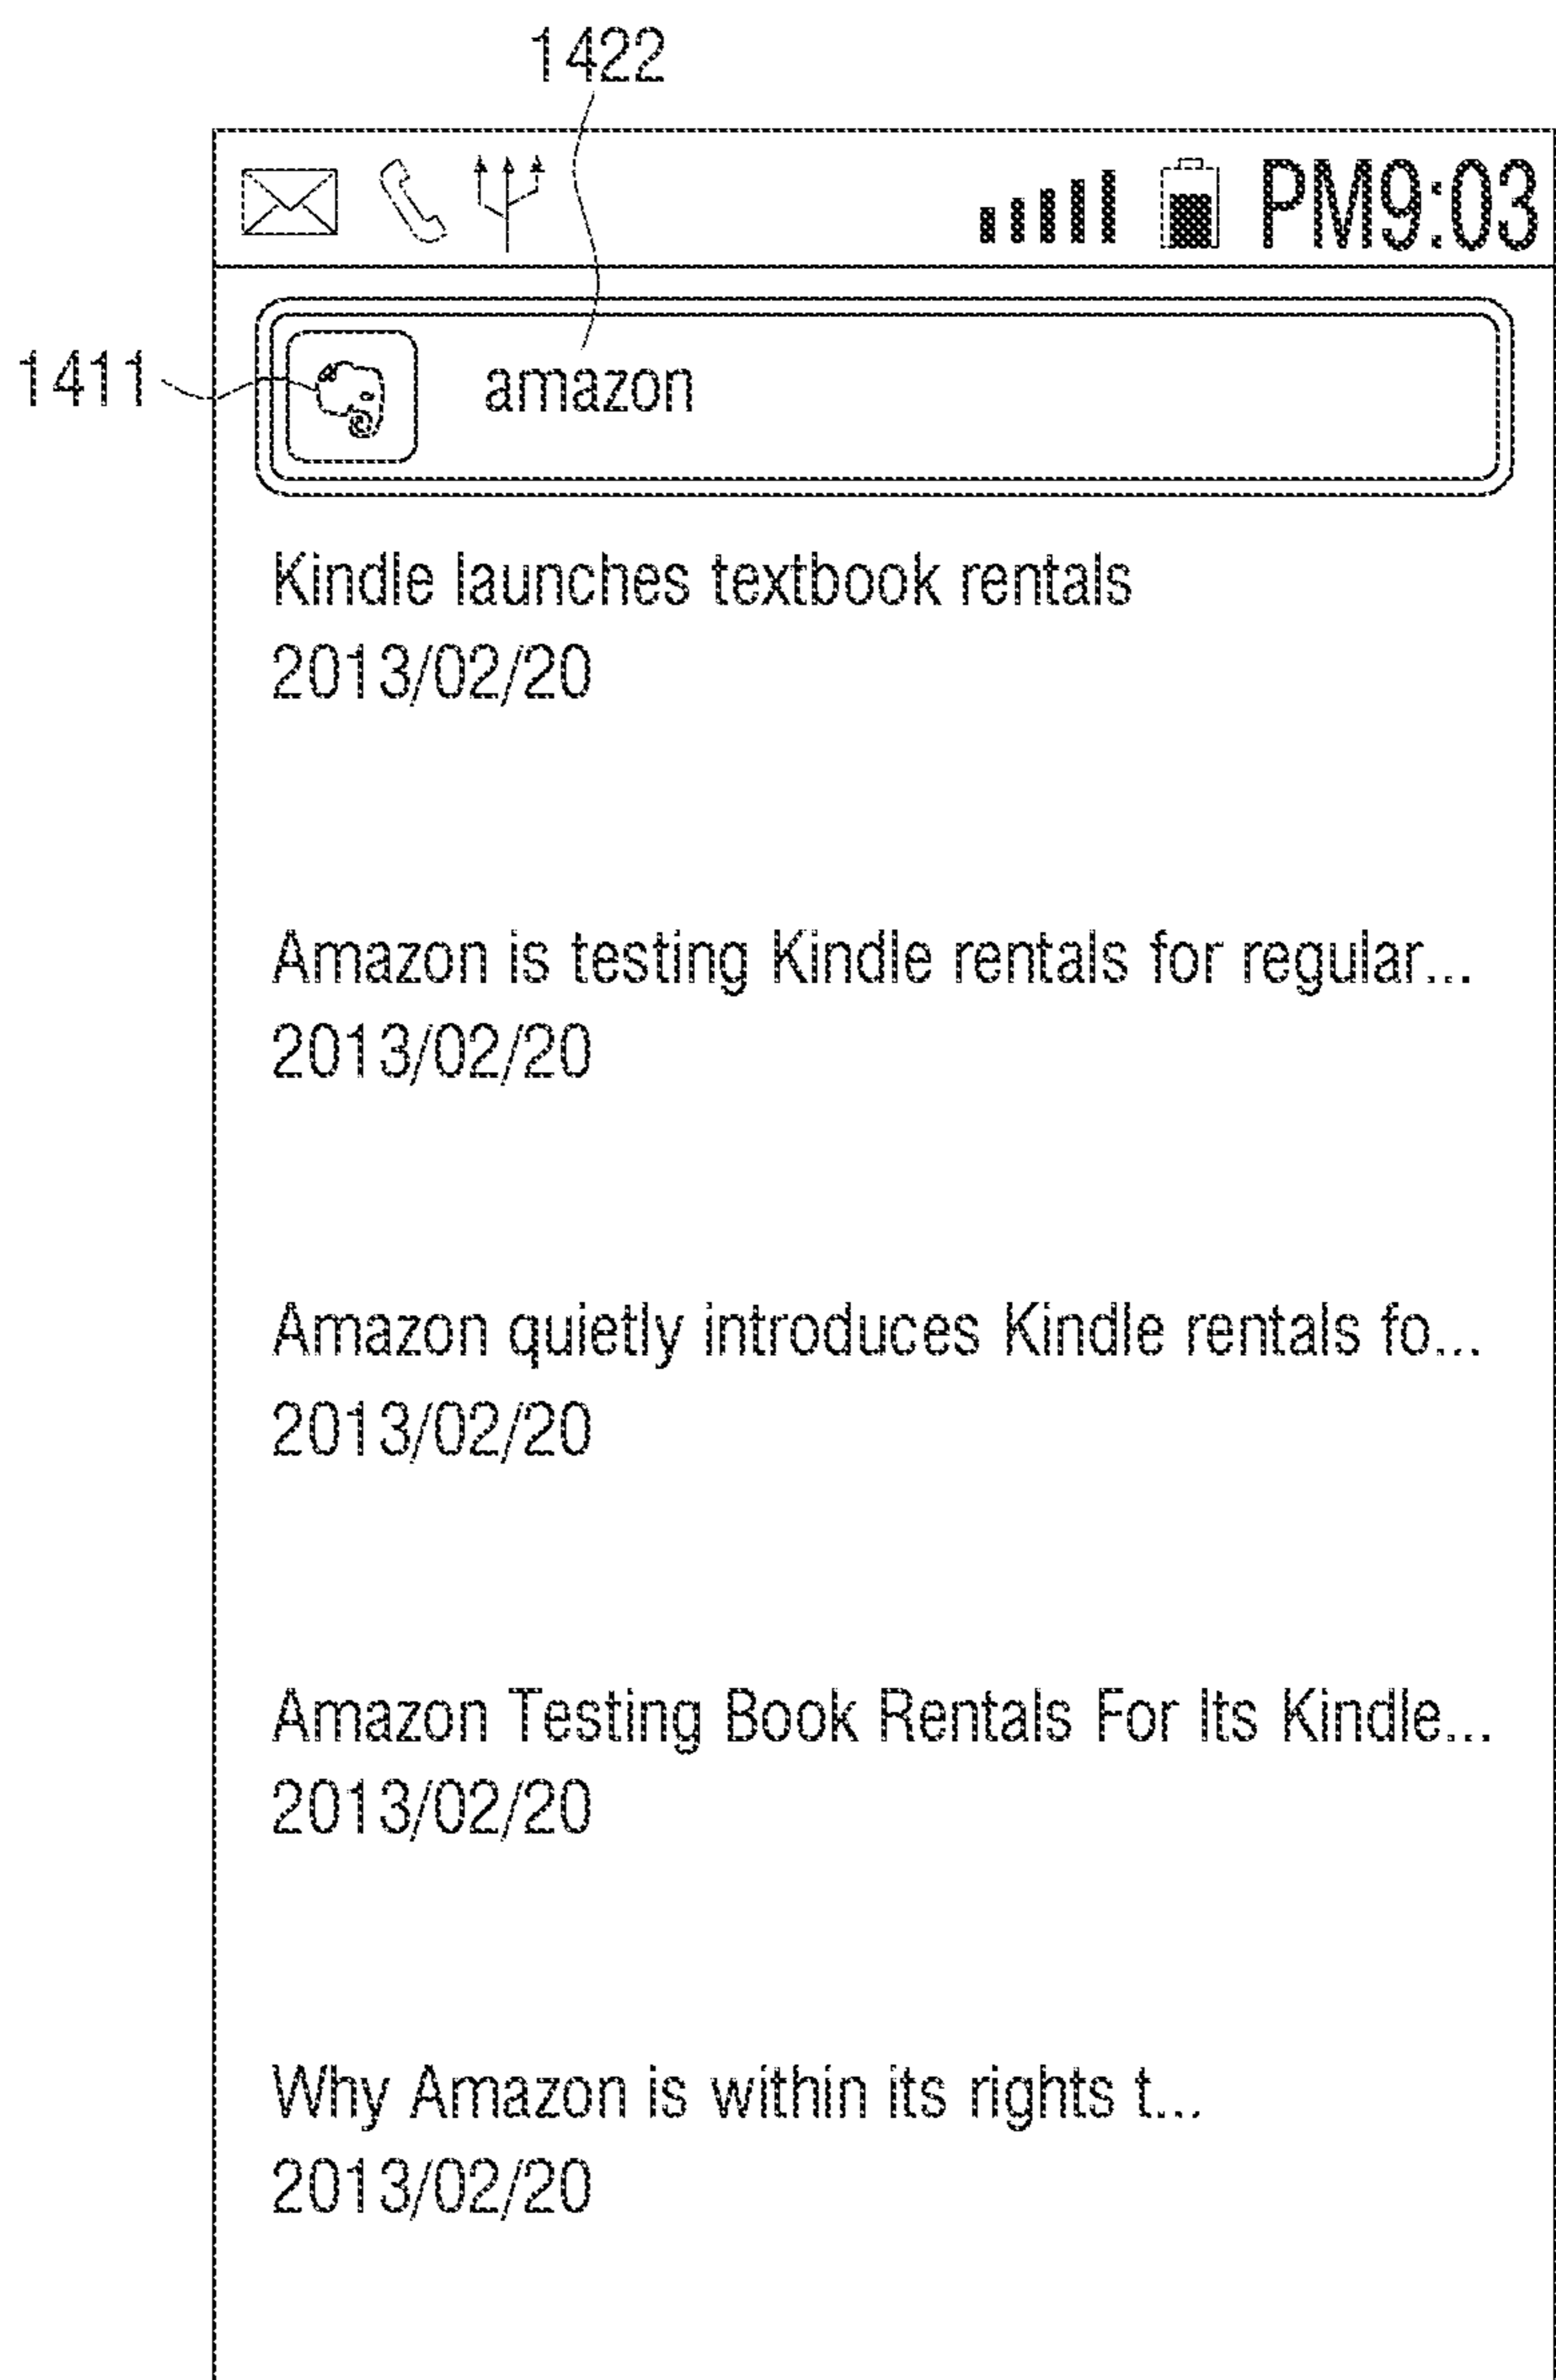 1422
PM9:03
1411
amazon
Kindle launches textbook rentals
2013/02/20
Amazon is testing Kindle rentals for regular...
2013/02/20
Amazon quietly introduces Kindle rentals fo...
2013/02/20
Amazon Testing Book Rentals For Its Kindle...
2013/02/20
Why Amazon is within its rights t...
2013/02/20